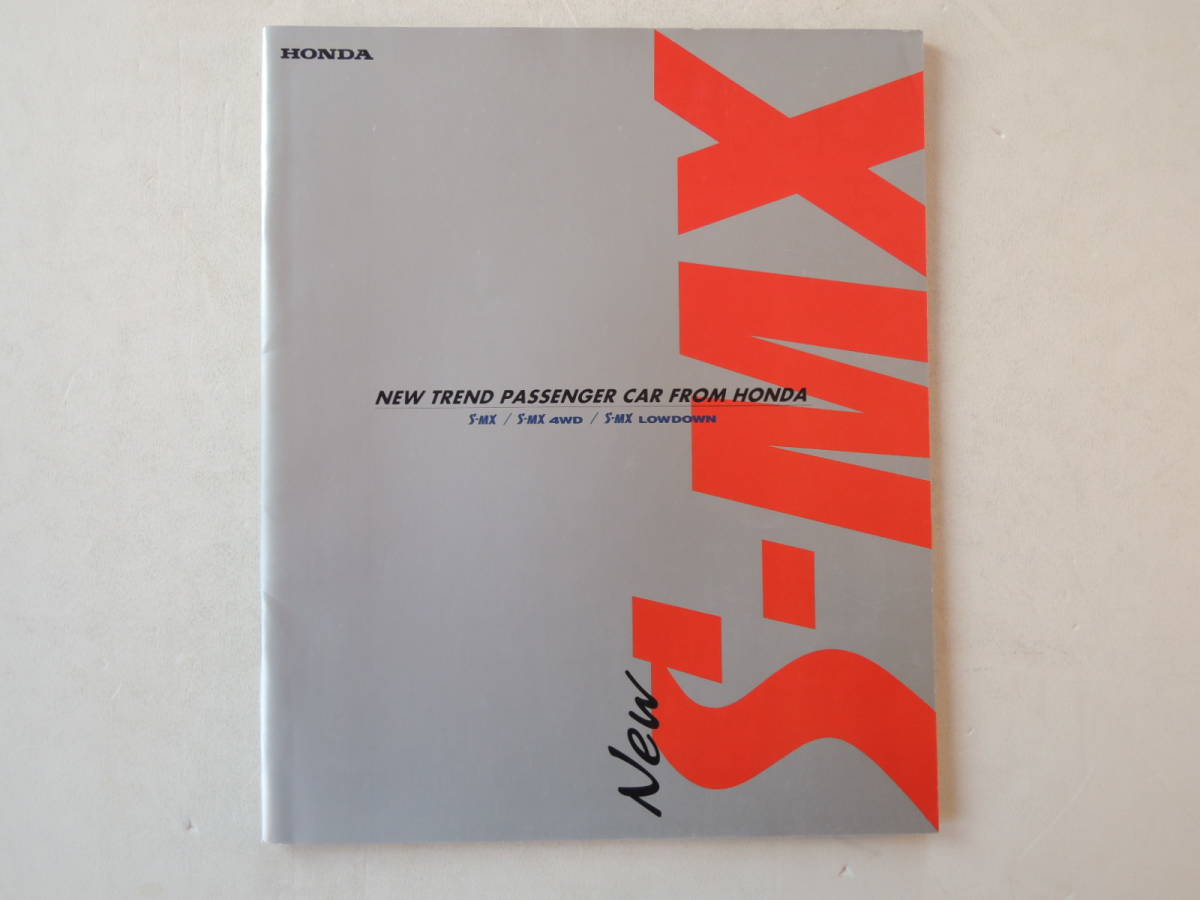 HONDA
NEW TREND PASSENGER CAR FROM HONDA
S-MX / S-MX 4WD / S-MX LOWDOWN
New S-MX